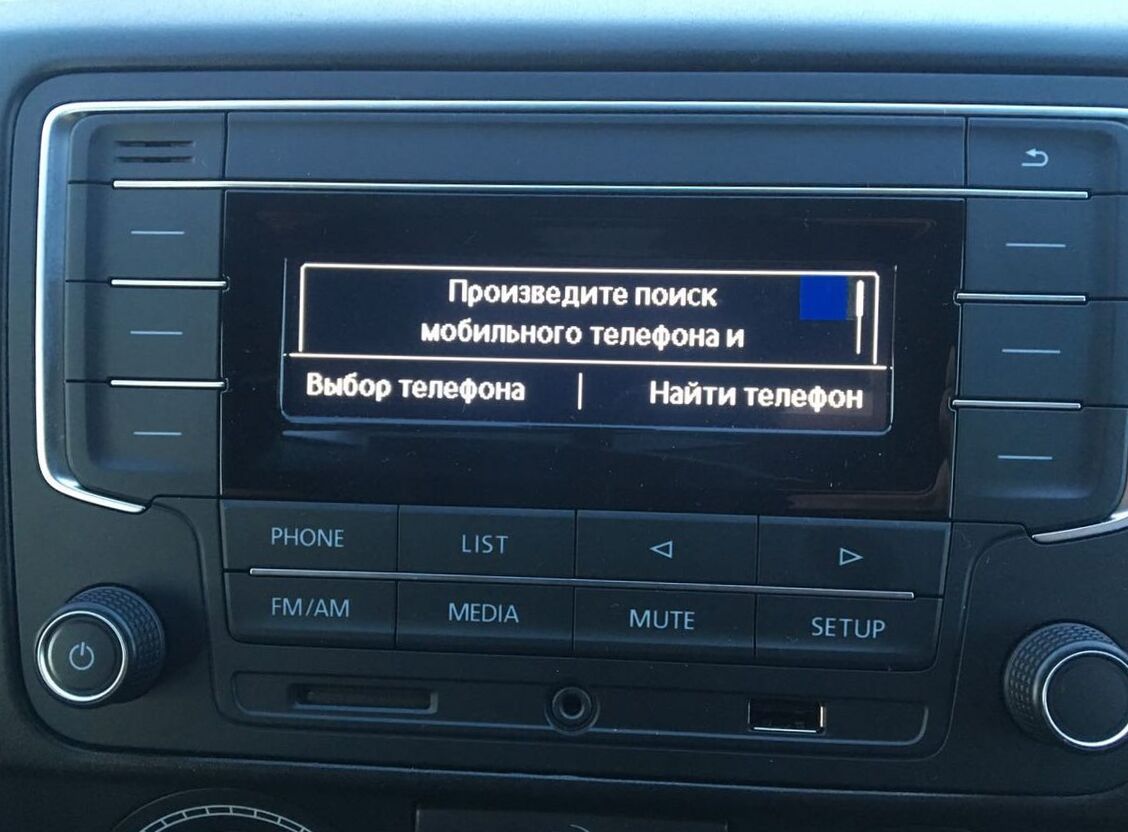 Произведите поиск
мобильного телефона и
Выбор телефона | Найти телефон
PHONE LIST
FM/AM MEDIA MUTE SETUP